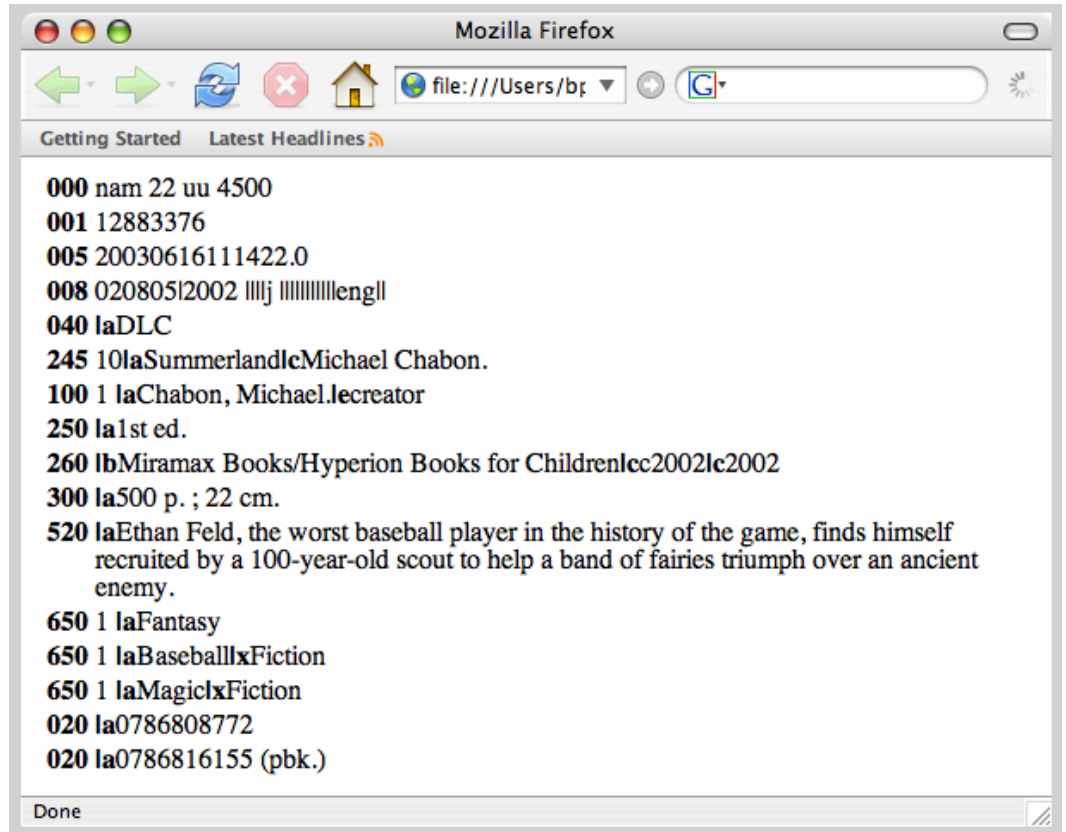 Mozilla Firefox
file:///Users/bp
G
Getting Started Latest Headlines
000 nam 22 uu 4500
001 12883376
005 20030616111422.0
008 020805|2002 ||||j |||||||||||eng||
040 |aDLC
245 10|aSummerland|cMichael Chabon.
100 1 |aChabon, Michael.|ecreator
250 |a1st ed.
260 |bMiramax Books/Hyperion Books for Children|cc2002|c2002
300 |a500 p. ; 22 cm.
520 |aEthan Feld, the worst baseball player in the history of the game, finds himself
recruited by a 100-year-old scout to help a band of fairies triumph over an ancient
enemy.
650 1 |aFantasy
650 1 |aBaseball|xFiction
650 1 |aMagic|xFiction
020 |a0786808772
020 |a0786816155 (pbk.)
Done